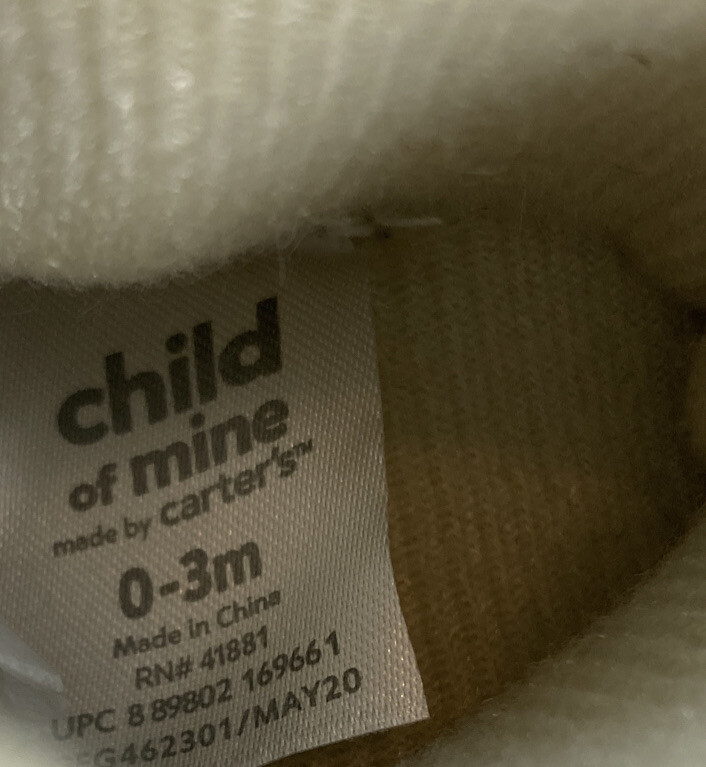 child
of mine
made by carter's™
0-3m
Made in China
RN# 41881
UPC 8 89802 169661
G462301/MAY20